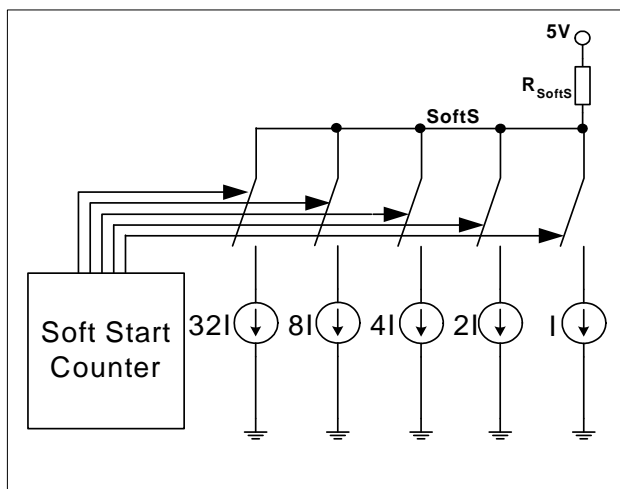 5V
RSoftS
SoftS
Soft Start
Counter
32I
8I
4I
2I
I